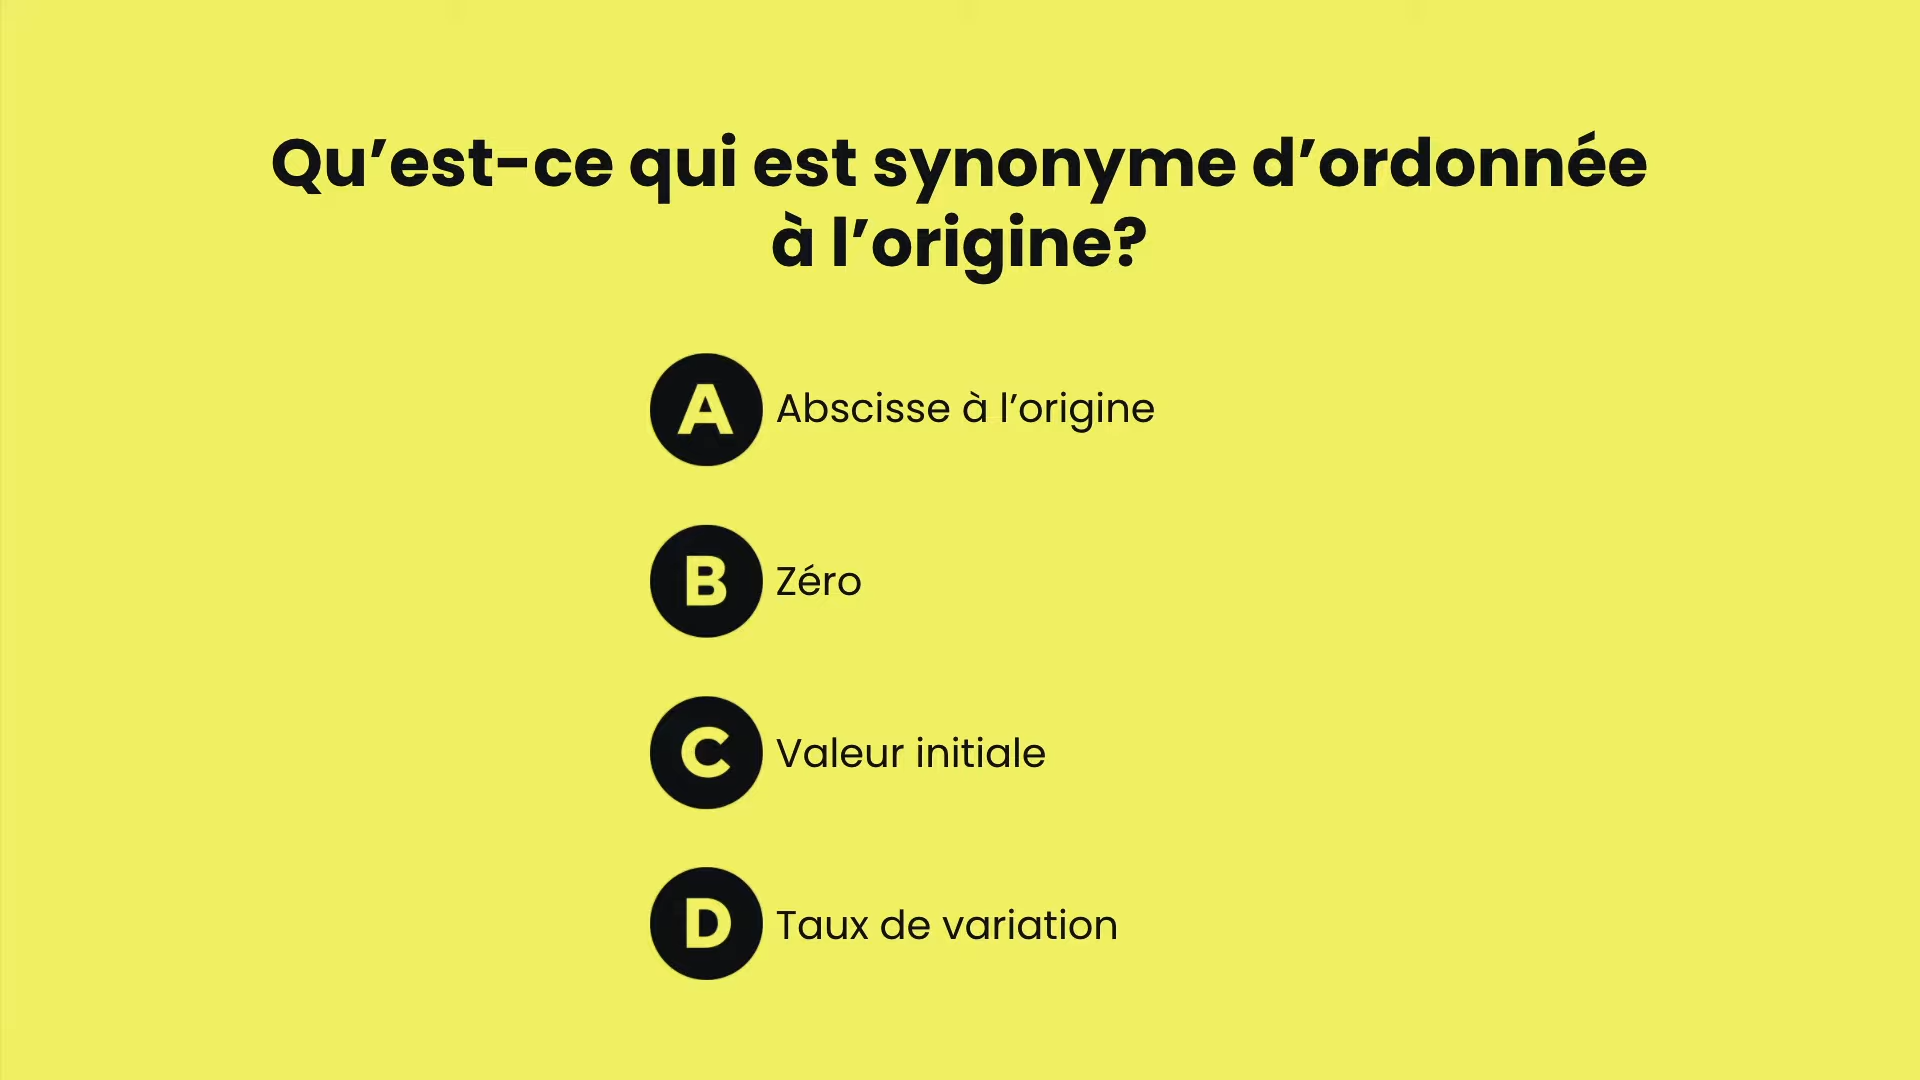 Qu’est-ce qui est synonyme d’ordonnée
à l’origine?
A Abscisse à l’origine
B Zéro
C Valeur initiale
D Taux de variation